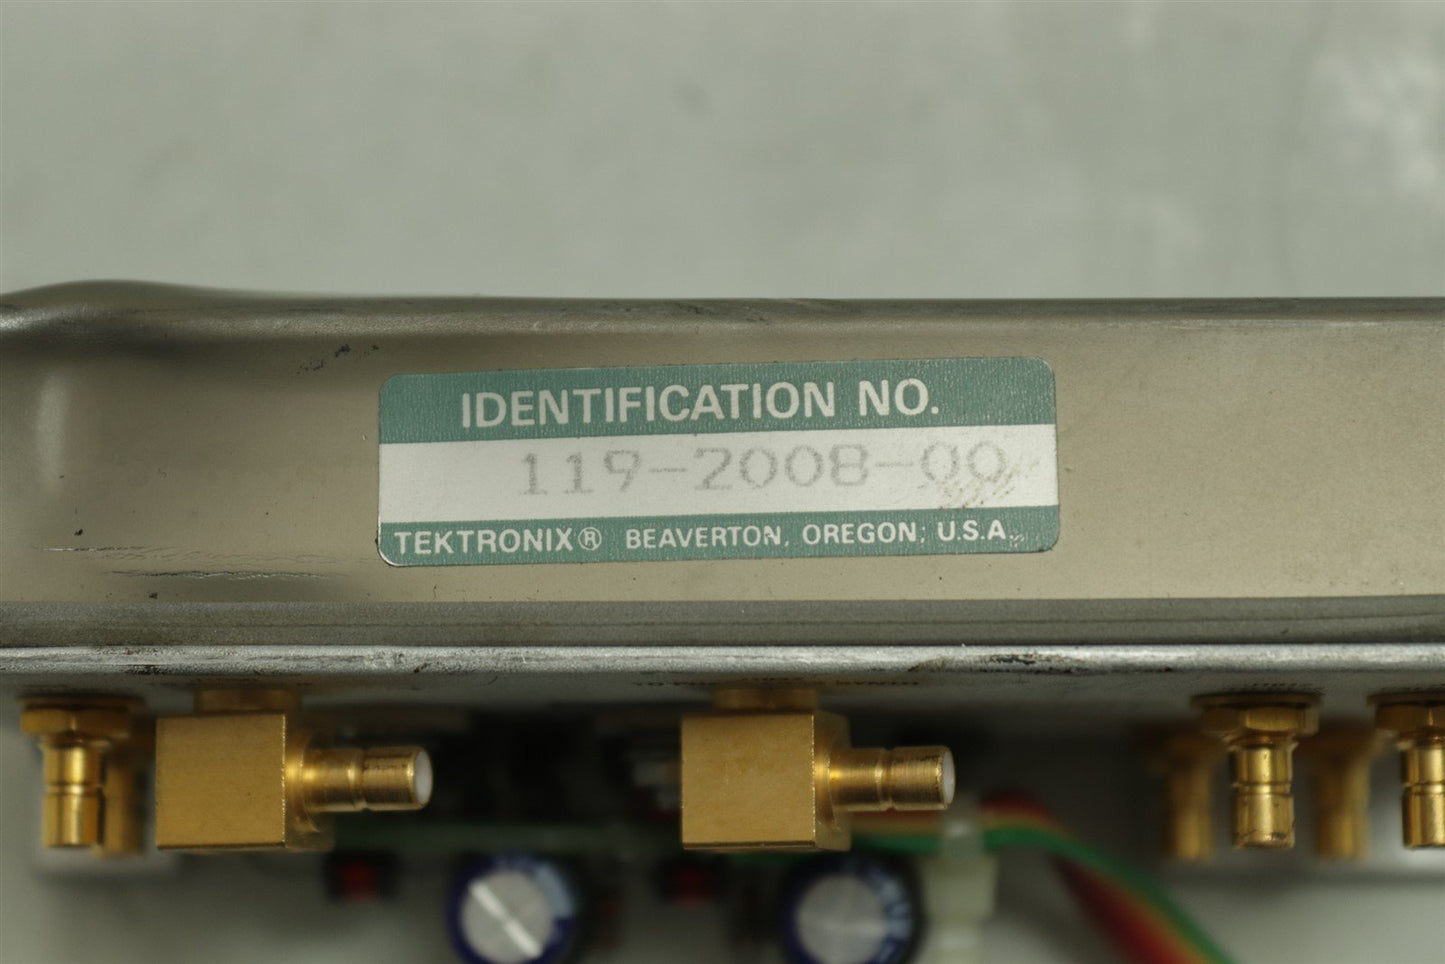 IDENTIFICATION NO.
119-2008-00
TEKTRONIX® BEAVERTON, OREGON, U.S.A.